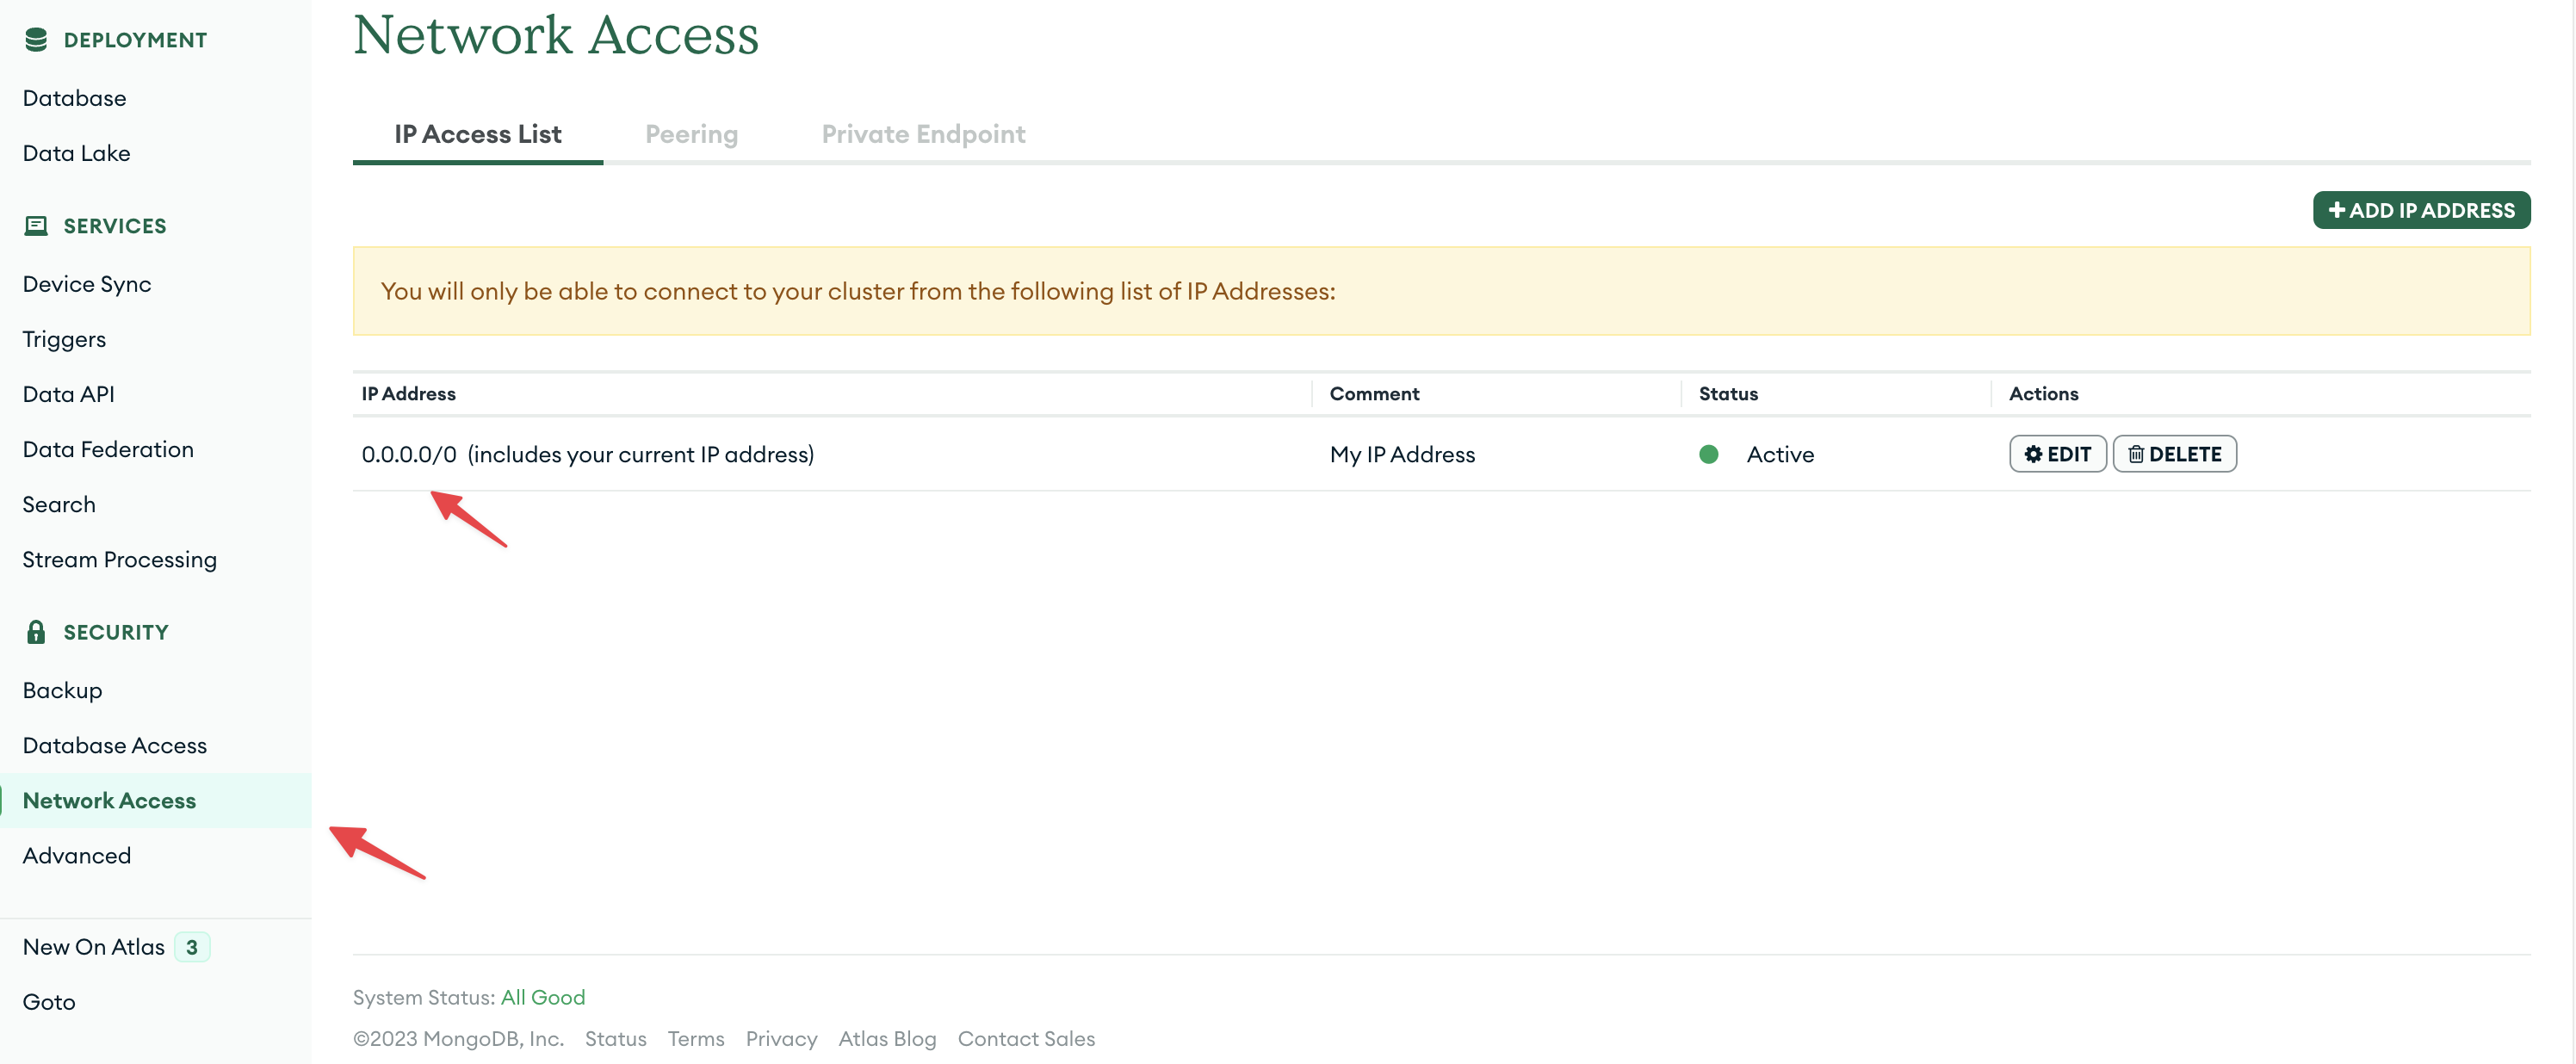 DEPLOYMENT
Database
Data Lake
SERVICES
Device Sync
Triggers
Data API
Data Federation
Search
Stream Processing
SECURITY
Backup
Database Access
Network Access
Advanced
New On Atlas 3
Goto
Network Access
IP Access List Peering Private Endpoint
+ ADD IP ADDRESS
You will only be able to connect to your cluster from the following list of IP Addresses:
IP Address Comment Status Actions
0.0.0.0/0 (includes your current IP address) My IP Address Active EDIT DELETE
System Status: All Good
©2023 MongoDB, Inc. Status Terms Privacy Atlas Blog Contact Sales